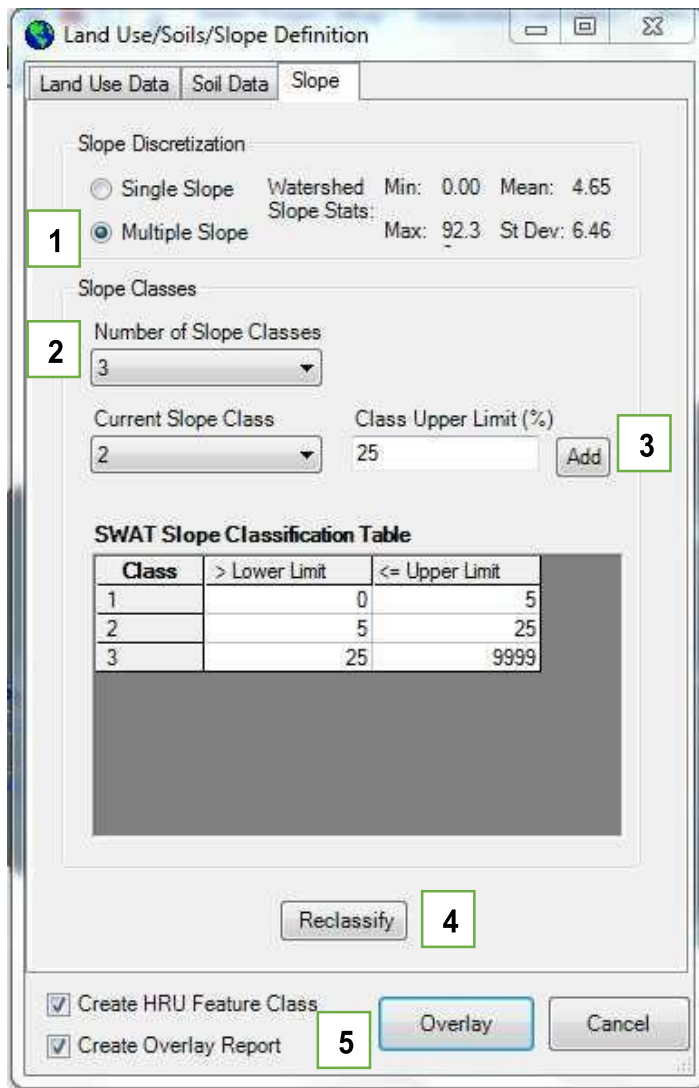 Land Use/Soils/Slope Definition
Land Use Data Soil Data Slope
Slope Discretization
Single Slope Watershed Min: 0.00 Mean: 4.65
Slope Stats:
1 Multiple Slope Max: 92.3 St Dev: 6.46
Slope Classes
2 Number of Slope Classes
3
Current Slope Class Class Upper Limit (%)
2 25 Add 3
SWAT Slope Classification Table
Class > Lower Limit <= Upper Limit
1 0 5
2 5 25
3 25 9999
Reclassify 4
Create HRU Feature Class
5 Overlay Cancel
Create Overlay Report